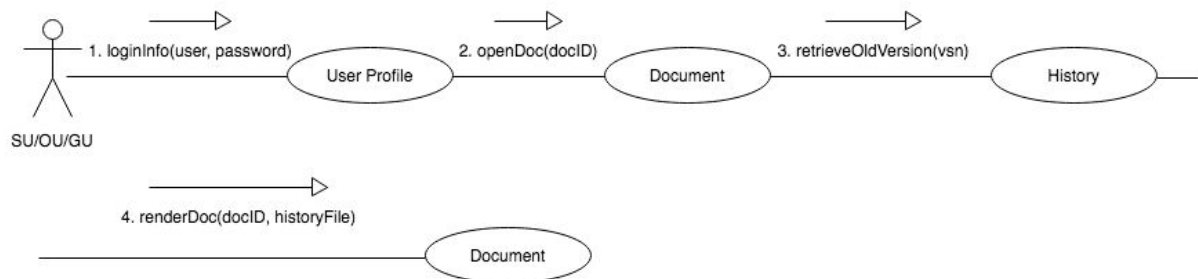 1. loginInfo(user, password)
2. openDoc(docID)
3. retrieveOldVersion(vsn)
User Profile
Document
History
SU/OU/GU
4. renderDoc(docID, historyFile)
Document